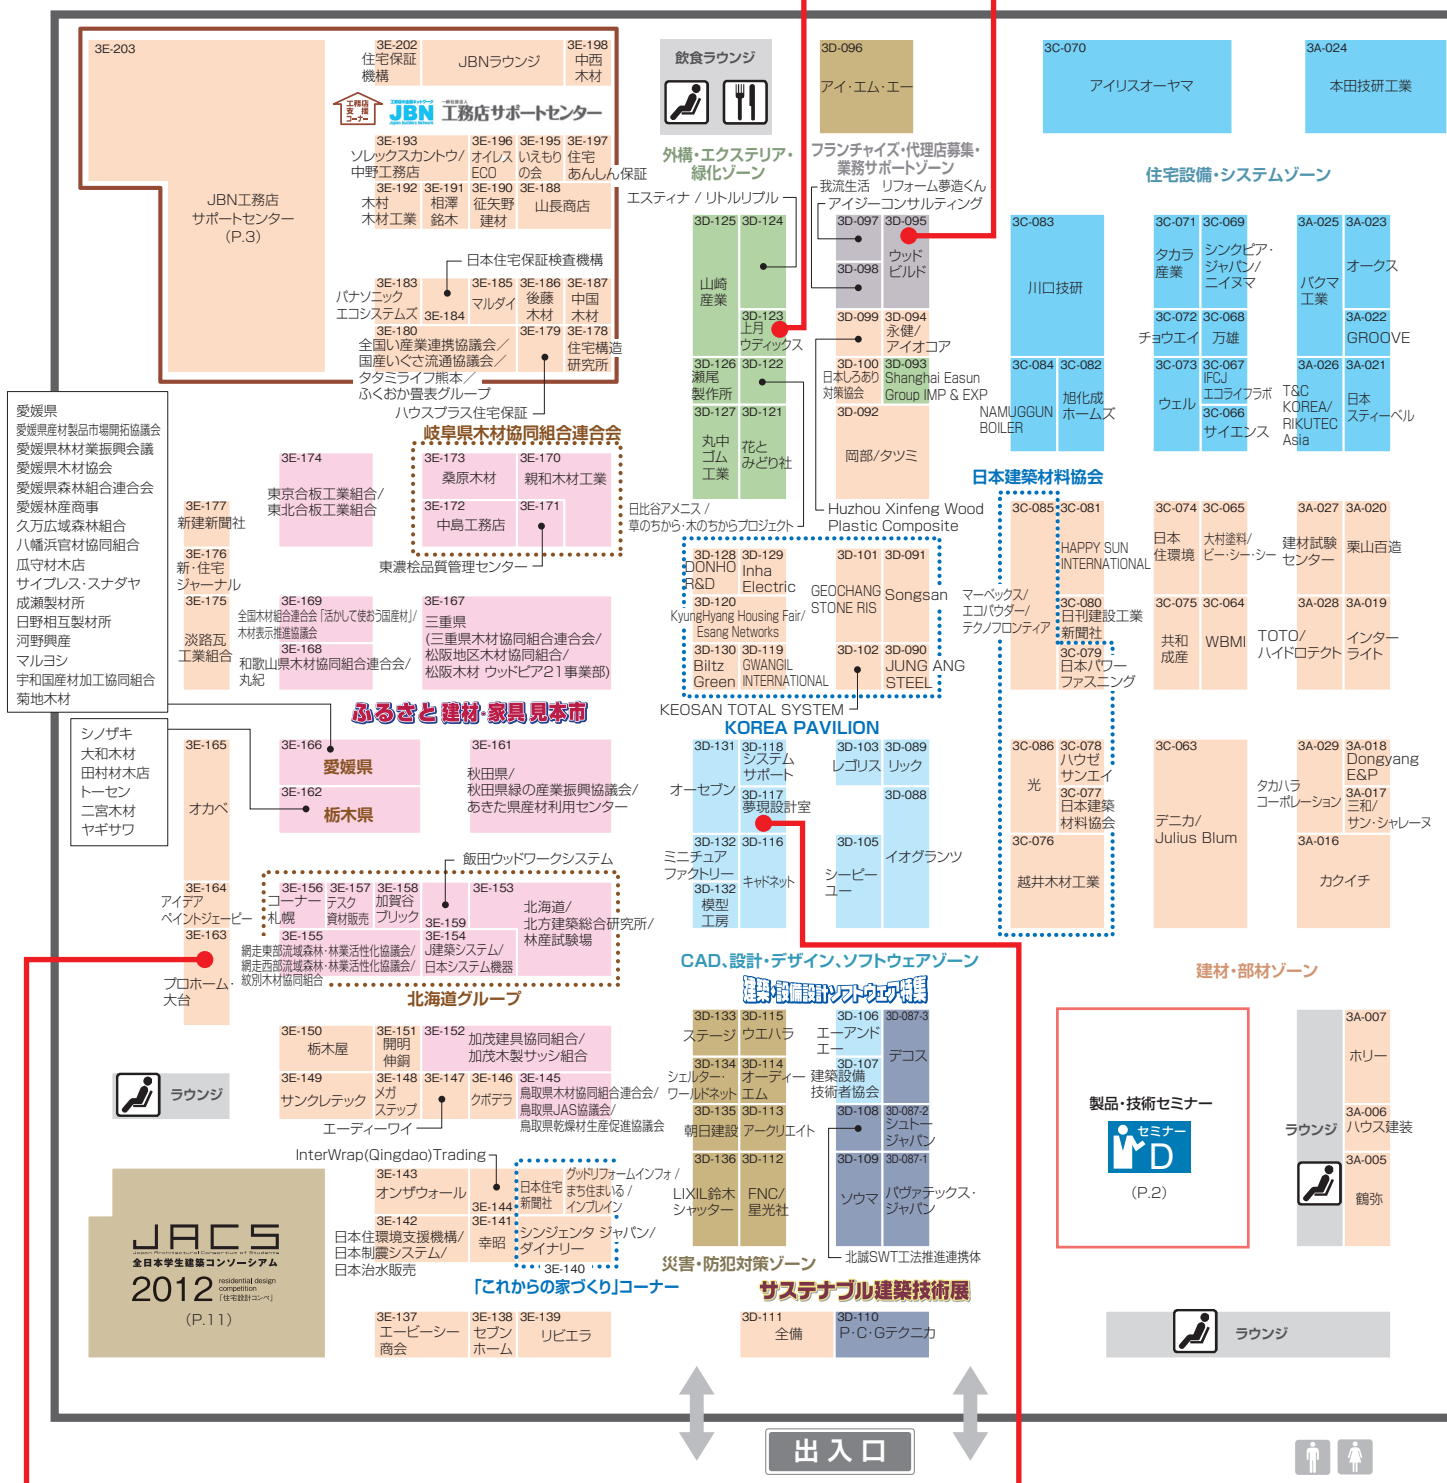 3E-203
JBN工務店
サポートセンター
(P.3)
3E-202
住宅保証
機構
JBNラウンジ
3E-198
中西
木材
工務店
支援
コーナー
JBN
工務店サポートセンター
3E-193
ソレックスカントウ/
中野工務店
3E-196
オイレス
ECO
3E-195
いえもり
の会
3E-197
住宅
あんしん保証
3E-192
木村
木材工業
3E-191
相澤
銘木
3E-190
征矢野
建材
3E-188
山長商店
日本住宅保証検査機構
3E-183
パナソニック
エコシステムズ
3E-184
3E-185
マルダイ
3E-186
後藤
木材
3E-187
中国
木材
3E-180
全国い産業連携協議会/
国産いぐさ流通協議会/
タタミライフ熊本/
ふくおか畳表グループ
3E-179
3E-178
住宅構造
研究所
ハウスプラス住宅保証
飲食ラウンジ
3D-096
アイ・エム・エー
3C-070
アイリスオーヤマ
3A-024
本田技研工業
外構・エクステリア・
緑化ゾーン
フランチャイズ・代理店募集・
業務サポートゾーン
住宅設備・システムゾーン
エスティナ / リトルリプル
我流生活 リフォーム夢造くん
アイジーコンサルティング
3D-125
山崎
産業
3D-124
3D-123
上月
ウディックス
3D-126
瀬尾
製作所
3D-122
3D-127
丸中
ゴム
工業
3D-121
花と
みどり社
日比谷アメニス /
草のちから・木のちからプロジェクト
3D-097
3D-098
3D-095
ウッド
ビルド
3D-099
3D-094
永健/
アイオコア
3D-100
日本しろあり
対策協会
3D-093
Shanghai Easun
Group IMP & EXP
3D-092
岡部/タツミ
Huzhou Xinfeng Wood
Plastic Composite
3C-083
川口技研
3C-084
NAMUGGUN
BOILER
3C-082
旭化成
ホームズ
3C-071
タカラ
産業
3C-069
シンクピア・
ジャパン/
ニイヌマ
3C-072
チョウエイ
3C-068
万雄
3C-073
ウェル
3C-067
IFCJ
エコライフラボ
3C-066
サイエンス
3A-025
パクマ
工業
3A-023
オークス
3A-022
GROOVE
3A-026
T&C
KOREA/
RIKUTEC
Asia
3A-021
日本
スティーベル
愛媛県
愛媛県産材製品市場開拓協議会
愛媛県林材業振興会議
愛媛県木材協会
愛媛県森林組合連合会
愛媛林産商事
久万広域森林組合
八幡浜官材協同組合
瓜守材木店
サイプレス・スナダヤ
成瀬製材所
日野相互製材所
河野興産
マルヨシ
宇和国産材加工協同組合
菊地木材
岐阜県木材協同組合連合会
3E-177
新建新聞社
3E-176
新・住宅
ジャーナル
3E-175
淡路瓦
工業組合
3E-174
東京合板工業組合/
東北合板工業組合
3E-173
桑原木材
3E-170
親和木材工業
3E-172
中島工務店
3E-171
東濃桧品質管理センター
3E-169
全国木材組合連合会「活かして使おう国産材」/
木材表示推進協議会
3E-168
和歌山県木材協同組合連合会/
丸紀
3E-167
三重県
(三重県木材協同組合連合会/
松阪地区木材協同組合/
松阪木材 ウッドピア21事業部)
ふるさと 建材・家具 見本市
3D-128
DONHO
R&D
3D-129
Inha
Electric
3D-120
KyungHyang Housing Fair/
Esang Networks
3D-130
Biltz
Green
3D-119
GWANGIL
INTERNATIONAL
3D-101
GEOCHANG
STONE RIS
3D-091
Songsan
3D-102
3D-090
JUNG ANG
STEEL
KEOSAN TOTAL SYSTEM
KOREA PAVILION
日本建築材料協会
3C-085
マーベックス/
エコパウダー/
テクノフロンティア
3C-081
HAPPY SUN
INTERNATIONAL
3C-080
日刊建設工業
新聞社
3C-079
日本パワー
ファスニング
3C-074
日本
住環境
3C-065
大村塗料/
ビー・シー・シー
3C-075
共和
成産
3C-064
WBMI
3A-027
建材試験
センター
3A-020
栗山百造
3A-028
TOTO/
ハイドロテクト
3A-019
インター
ライト
シノザキ
大和木材
田村材木店
トーセン
二宮木材
ヤギサワ
3E-165
オカベ
3E-166
愛媛県
3E-162
栃木県
3E-161
秋田県/
秋田県緑の産業振興協議会/
あきた県産材利用センター
飯田ウッドワークシステム
3E-164
アイデア
ペイントジェーピー
3E-163
プロホーム・
大台
3E-156
コーナー
札幌
3E-157
テスク
資材販売
3E-158
加賀谷
ブリック
3E-159
3E-153
北海道/
北方建築総合研究所/
林産試験場
3E-155
網走東部流域森林・林業活性化協議会/
網走西部流域森林・林業活性化協議会/
紋別木材協同組合
3E-154
J建築システム/
日本システム機器
北海道グループ
3D-131
オーセブン
3D-118
システム
サポート
3D-117
夢現設計室
3D-132
ミニチュア
ファクトリー
3D-132
模型
工房
3D-116
キャドネット
3D-103
レゴリス
3D-089
リック
3D-088
イオグランツ
3D-105
シーピー
ユー
CAD、設計・デザイン、ソフトウェアゾーン
建築・設備設計ソフトウエア特集
3C-086
光
3C-078
ハウゼ
サンエイ
3C-077
日本建築
材料協会
3C-076
越井木材工業
3C-063
デニカ/
Julius Blum
3A-029
タカハラ
コーポレーション
3A-018
Dongyang
E&P
3A-017
三和/
サン・シャレーヌ
3A-016
カクイチ
建材・部材ゾーン
3E-150
栃木屋
3E-151
開明
伸銅
3E-152
加茂建具協同組合/
加茂木製サッシ組合
ラウンジ
3E-149
サンクレテック
3E-148
メガ
ステップ
3E-147
3E-146
クボデラ
3E-145
鳥取県木材協同組合連合会/
鳥取県JAS協議会/
鳥取県乾燥材生産促進協議会
エーディーワイ
InterWrap(Qingdao)Trading
3E-143
オンザウォール
3E-144
日本住宅
新聞社
グッドリフォームインフォ/
まち住まいる/
インプレイン
3E-142
日本住環境支援機構/
日本制震システム/
日本治水販売
3E-141
幸昭
シンジェンタ ジャパン/
ダイナリー
3E-140
「これからの家づくり」コーナー
3E-137
エービーシー
商会
3E-138
セブン
ホーム
3E-139
リビエラ
JACS
Japan Architectural Consortium of Students
全日本学生建築コンソーシアム
2012
residential design
competition
「住宅設計コンペ」
(P.11)
3D-133
ステージ
3D-115
ウエハラ
3D-134
シェルター・
ワールドネット
3D-114
オーディー
エム
3D-135
朝日建設
3D-113
アークリエイト
3D-136
LIXIL鈴木
シャッター
3D-112
FNC/
星光社
災害・防犯対策ゾーン
3D-106
エーアンド
エー
3D-087-3
デコス
3D-107
建築設備
技術者協会
3D-108
3D-087-2
シュトー
ジャパン
3D-109
ソウマ
3D-087-1
パヴァテックス・
ジャパン
北誠SWT工法推進連携体
サステナブル建築技術展
3D-111
全備
3D-110
P・C・Gテクニカ
製品・技術セミナー
セミナー
D
(P.2)
ラウンジ
3A-007
ホリー
3A-006
ハウス建装
3A-005
鶴弥
ラウンジ
出入口